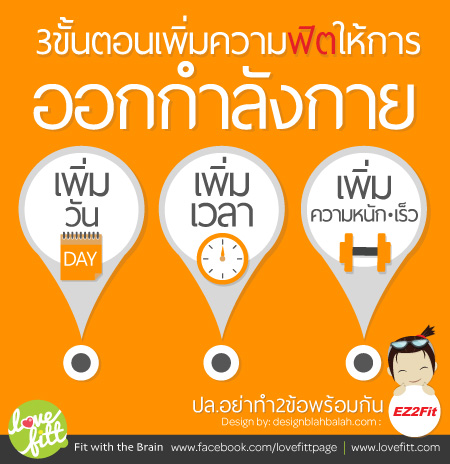 3ขั้นตอนเพิ่มความฟิตให้การ
ออกกำลังกาย
เพิ่ม
วัน
DAY
เพิ่ม
เวลา
เพิ่ม
ความหนัก•เร็ว
ปล.อย่าทำ2ข้อพร้อมกัน
Design by: designblahbalah.com :
EZ2Fit
love
fitt
Fit with the Brain | www.facebook.com/lovefittpage | www.lovefitt.com